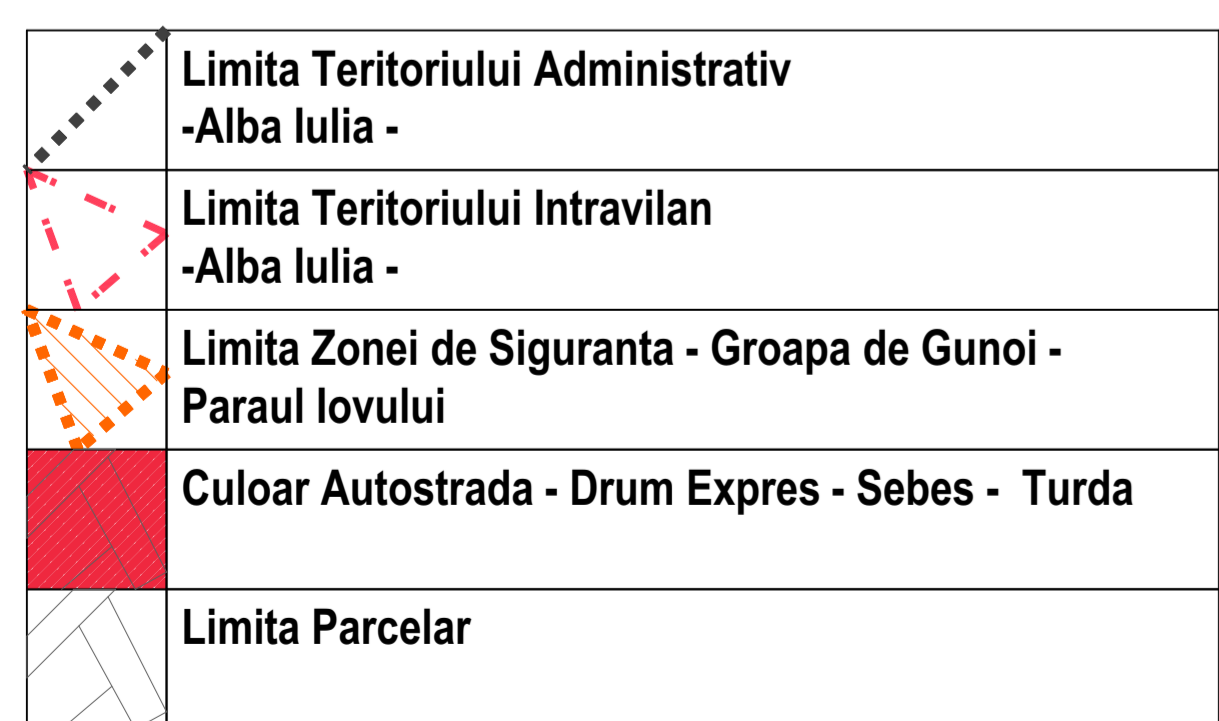 Limita Teritoriului Administrativ
-Alba Iulia -
Limita Teritoriului Intravilan
-Alba Iulia -
Limita Zonei de Siguranta - Groapa de Gunoi -
Paraul Iovului
Culoar Autostrada - Drum Expres - Sebes - Turda
Limita Parcelar